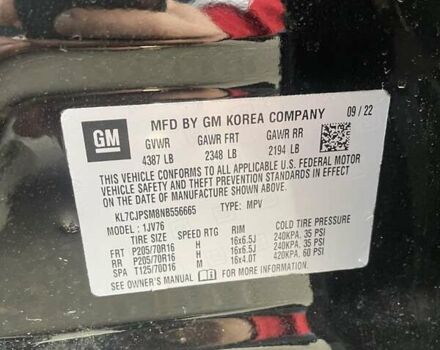 GM
MFD BY GM KOREA COMPANY 09 / 22
GVWR GAWR FRT GAWR RR
4387 LB 2348 LB 2194 LB
THIS VEHICLE CONFORMS TO ALL APPLICABLE U.S. FEDERAL MOTOR
VEHICLE SAFETY AND THEFT PREVENTION STANDARDS IN EFFECT
ON THE DATE OF MANUFACTURE SHOWN ABOVE.
KL7CJPSM8NB556665 TYPE: MPV
MODEL: 1JV76
TIRE SIZE SPEED RTG RIM COLD TIRE PRESSURE
FRT P205/70R16 H 16x6.5J 240KPA, 35 PSI
RR P205/70R16 H 16x6.5J 240KPA, 35 PSI
SPA T125/70D16 M 16x4.0T 420KPA, 60 PSI
SEE OWNER'S MANUAL FOR MORE INFORMATION.